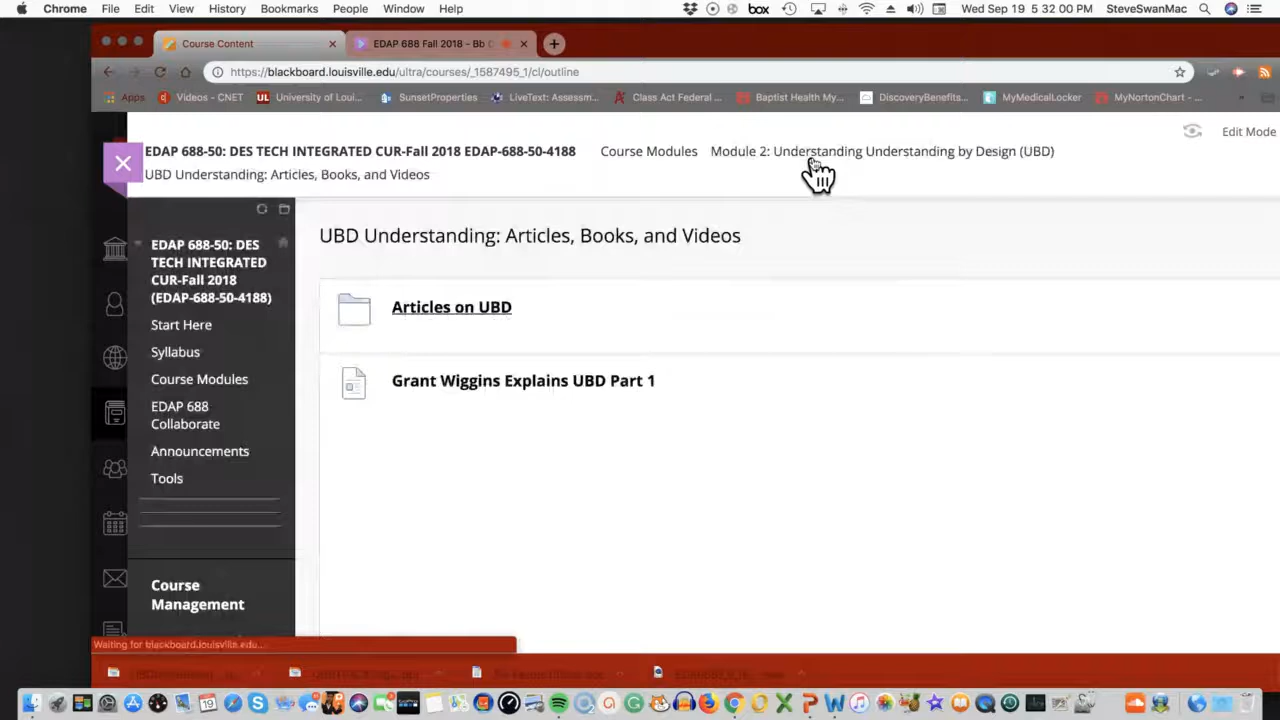 Chrome File Edit View History Bookmarks People Window Help box Wed Sep 19 5:32:00 PM SteveSwanMac
Course Content EDAP 688 Fall 2018 - Bb
https://blackboard.louisville.edu/ultra/courses/_1587495_1/cl/outline
Apps Videos - CNET UL University of Loui... SunsetProperties LiveText: Assessm... Class Act Federal ... Baptist Health My... DiscoveryBenefits... MyMedicalLocker MyNortonChart - ...
Edit Mode
EDAP 688-50: DES TECH INTEGRATED CUR-Fall 2018 EDAP-688-50-4188 Course Modules Module 2: Understanding Understanding by Design (UBD)
UBD Understanding: Articles, Books, and Videos
UBD Understanding: Articles, Books, and Videos
EDAP 688-50: DES
TECH INTEGRATED
CUR-Fall 2018
(EDAP-688-50-4188)
Start Here
Syllabus
Course Modules
EDAP 688
Collaborate
Announcements
Tools
Course
Management
Articles on UBD
Grant Wiggins Explains UBD Part 1
Waiting for blackboard.louisville.edu...
19